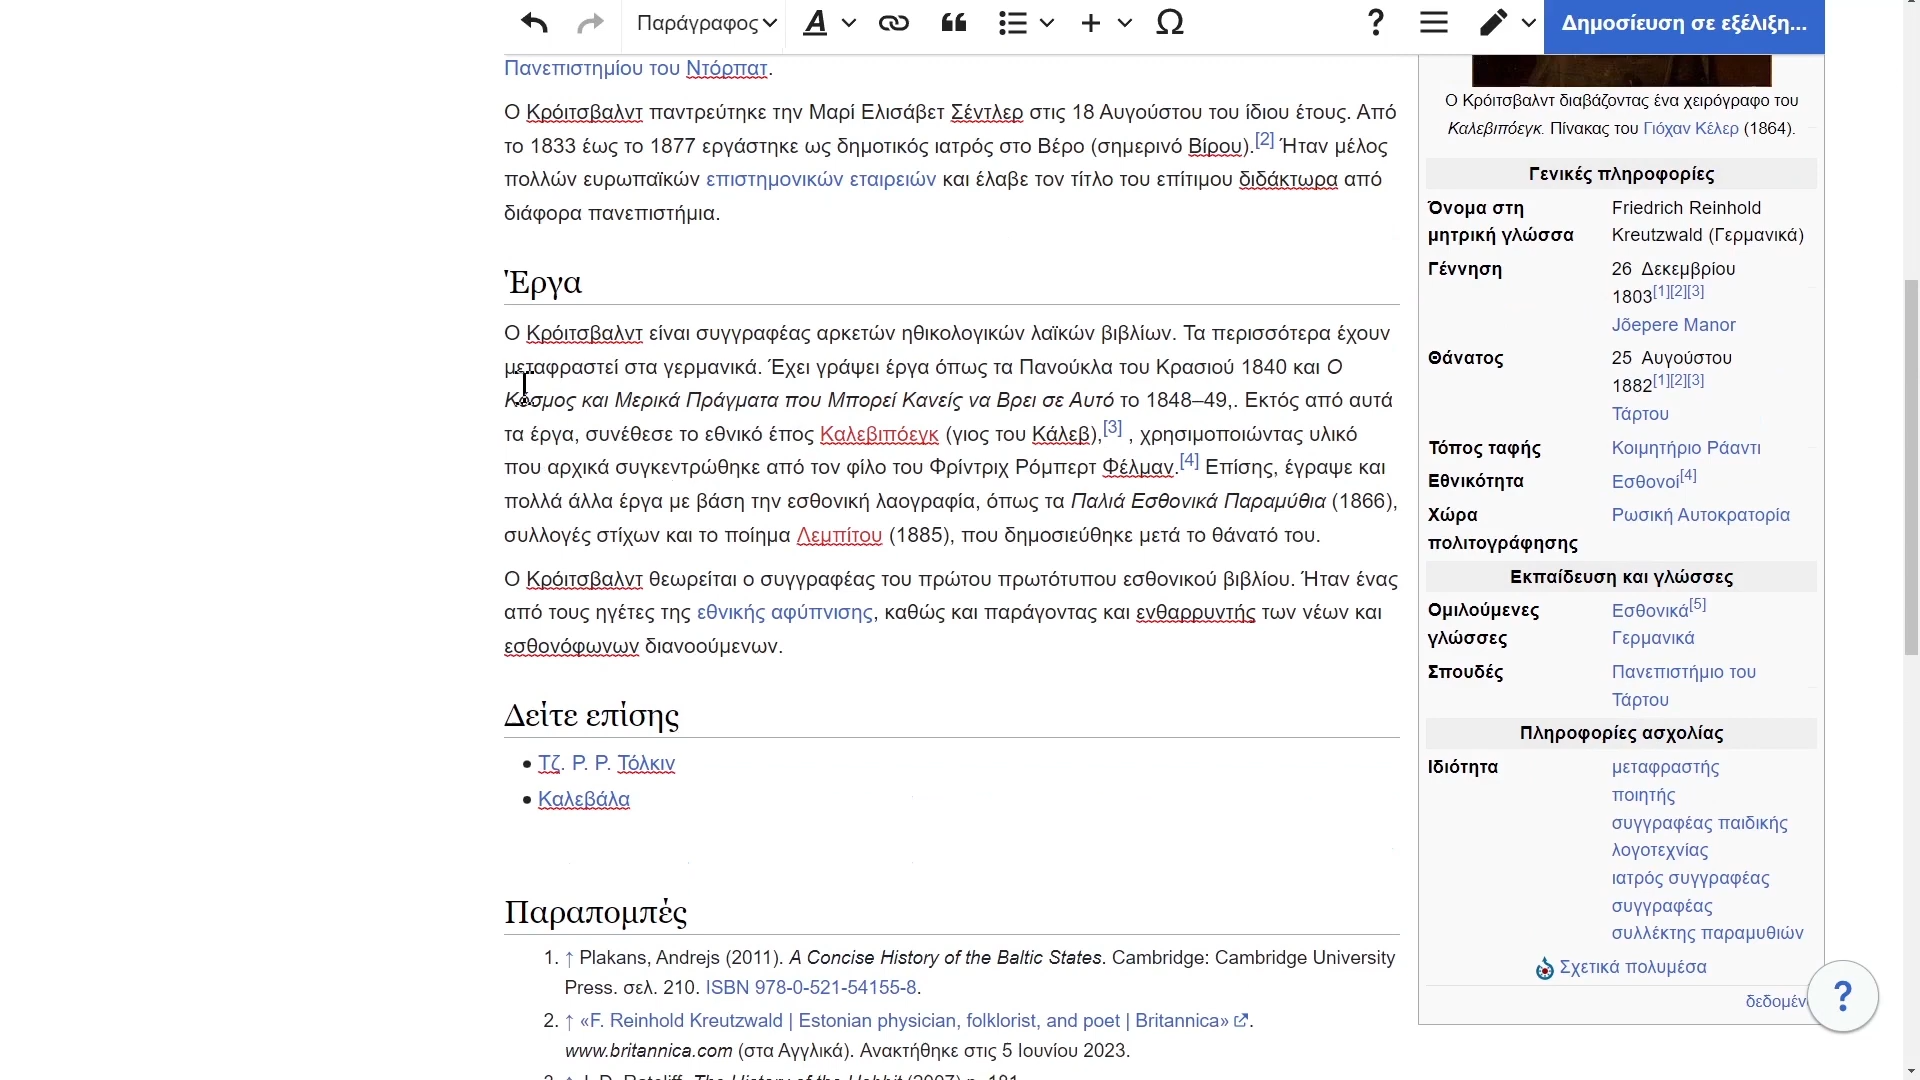 Παράγραφος
Δημοσίευση σε εξέλιξη...
Πανεπιστημίου του Ντόρπατ.
Ο Κρόιτσβαλντ παντρεύτηκε την Μαρί Ελισάβετ Σέντλερ στις 18 Αυγούστου του ίδιου έτους. Από
το 1833 έως το 1877 εργάστηκε ως δημοτικός ιατρός στο Βέρο (σημερινό Βίρου).[2] Ήταν μέλος
πολλών ευρωπαϊκών επιστημονικών εταιρειών και έλαβε τον τίτλο του επίτιμου διδάκτωρα από
διάφορα πανεπιστήμια.
Έργα
Ο Κρόιτσβαλντ είναι συγγραφέας αρκετών ηθικολογικών λαϊκών βιβλίων. Τα περισσότερα έχουν
μεταφραστεί στα γερμανικά. Έχει γράψει έργα όπως τα Πανούκλα του Κρασιού 1840 και Ο
Κόσμος και Μερικά Πράγματα που Μπορεί Κανείς να Βρει σε Αυτό το 1848–49,. Εκτός από αυτά
τα έργα, συνέθεσε το εθνικό έπος Καλεβιπόεγκ (γιος του Κάλεβ),[3] , χρησιμοποιώντας υλικό
που αρχικά συγκεντρώθηκε από τον φίλο του Φρίντριχ Ρόμπερτ Φέλμαν.[4] Επίσης, έγραψε και
πολλά άλλα έργα με βάση την εσθονική λαογραφία, όπως τα Παλιά Εσθονικά Παραμύθια (1866),
συλλογές στίχων και το ποίημα Λεμπίτου (1885), που δημοσιεύθηκε μετά το θάνατό του.
Ο Κρόιτσβαλντ θεωρείται ο συγγραφέας του πρώτου πρωτότυπου εσθονικού βιβλίου. Ήταν ένας
από τους ηγέτες της εθνικής αφύπνισης, καθώς και παράγοντας και ενθαρρυντής των νέων και
εσθονόφωνων διανοούμενων.
Δείτε επίσης
• Τζ. Ρ. Ρ. Τόλκιν
• Καλεβάλα
Παραπομπές
1. ↑ Plakans, Andrejs (2011). A Concise History of the Baltic States. Cambridge: Cambridge University
Press. σελ. 210. ISBN 978-0-521-54155-8.
2. ↑ «F. Reinhold Kreutzwald | Estonian physician, folklorist, and poet | Britannica».
www.britannica.com (στα Αγγλικά). Ανακτήθηκε στις 5 Ιουνίου 2023.
3. ↑ J. D. Rateliff, The History of the Hobbit (2007) p. 181
Ο Κρόιτσβαλντ διαβάζοντας ένα χειρόγραφο του
Καλεβιπόεγκ. Πίνακας του Γιόχαν Κέλερ (1864).
Γενικές πληροφορίες
Όνομα στη μητρική γλώσσα Friedrich Reinhold Kreutzwald (Γερμανικά)
Γέννηση 26 Δεκεμβρίου 1803[1][2][3]
Jõepere Manor
Θάνατος 25 Αυγούστου 1882[1][2][3]
Τάρτου
Τόπος ταφής Κοιμητήριο Ράαντι
Εθνικότητα Εσθονοί[4]
Χώρα πολιτογράφησης Ρωσική Αυτοκρατορία
Εκπαίδευση και γλώσσες
Ομιλούμενες γλώσσες Εσθονικά[5]
Γερμανικά
Σπουδές Πανεπιστήμιο του Τάρτου
Πληροφορίες ασχολίας
Ιδιότητα μεταφραστής
ποιητής
συγγραφέας παιδικής
λογοτεχνίας
ιατρός συγγραφέας
συγγραφέας
συλλέκτης παραμυθιών
Σχετικά πολυμέσα
δεδομέν